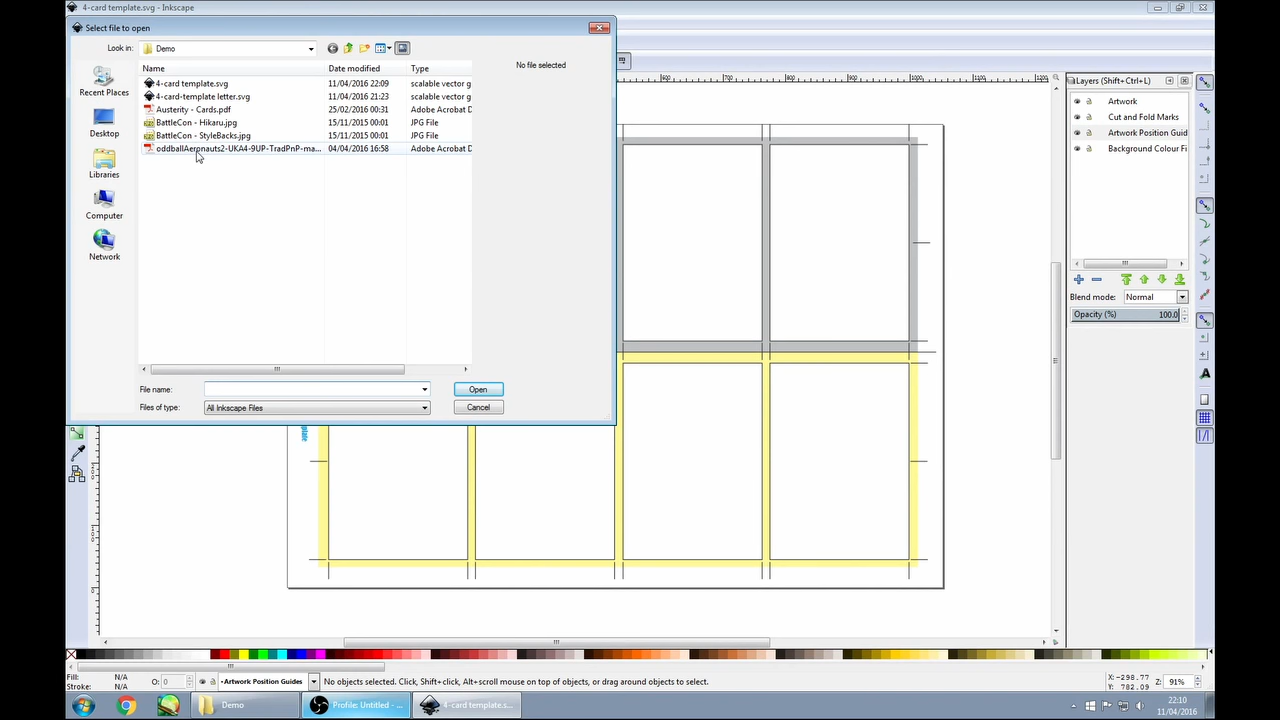 4-card template.svg - Inkscape
Select file to open
Look in:
Demo
No file selected
Name
Date modified
Type
4-card template.svg
11/04/2016 22:09
scalable vector g
4-card-template letter.svg
11/04/2016 21:23
scalable vector g
Austerity - Cards.pdf
25/02/2016 00:31
Adobe Acrobat D
BattleCon - Hikaru.jpg
15/11/2015 00:01
JPG File
BattleCon - StyleBacks.jpg
15/11/2015 00:01
JPG File
oddballAeronauts2-UKA4-9UP-TradPnP-ma...
04/04/2016 16:58
Adobe Acrobat D
Recent Places
Desktop
Libraries
Computer
Network
File name:
Open
Files of type:
All Inkscape Files
Cancel
Layers (Shift+Ctrl+L)
Artwork
Cut and Fold Marks
Artwork Position Guid
Background Colour Fi
Blend mode:
Normal
Opacity (%)
100.0
Fill:
N/A
Stroke:
N/A
O:
0
-Artwork Position Guides
No objects selected. Click, Shift+click, Alt+scroll mouse on top of objects, or drag around objects to select.
X: -298.77
Y: 782.09
Z:
91%
Demo
Profile: Untitled - ...
4-card template.s...
22:10
11/04/2016